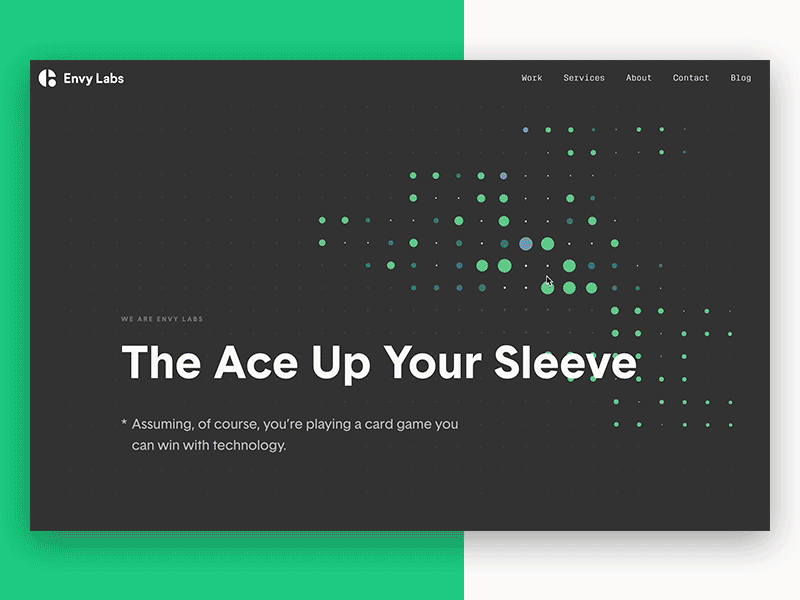 Envy Labs
Work Services About Contact Blog
WE ARE ENVY LABS
The Ace Up Your Sleeve
* Assuming, of course, you're playing a card game you
can win with technology.